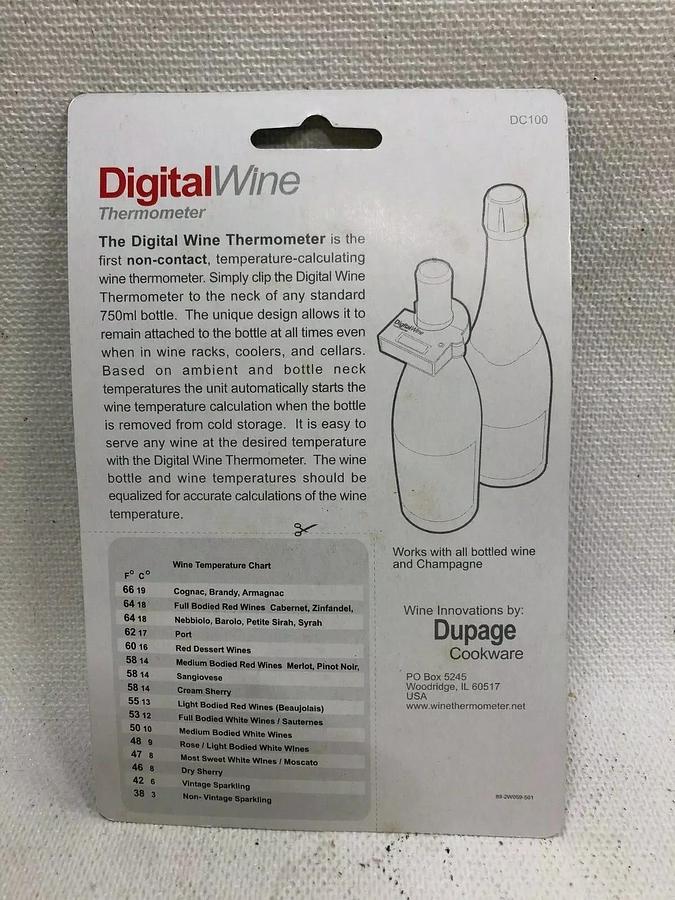 DC100
DigitalWine
Thermometer
The Digital Wine Thermometer is the
first non-contact, temperature-calculating
wine thermometer. Simply clip the Digital Wine
Thermometer to the neck of any standard
750ml bottle. The unique design allows it to
remain attached to the bottle at all times even
when in wine racks, coolers, and cellars.
Based on ambient and bottle neck
temperatures the unit automatically starts the
wine temperature calculation when the bottle
is removed from cold storage. It is easy to
serve any wine at the desired temperature
with the Digital Wine Thermometer. The wine
bottle and wine temperatures should be
equalized for accurate calculations of the wine
temperature.
DigitalWine
Works with all bottled wine
and Champagne
Wine Innovations by:
Dupage
Cookware
PO Box 5245
Woodridge, IL 60517
USA
www.winethermometer.net
Wine Temperature Chart
F° C°
66 19 Cognac, Brandy, Armagnac
64 18 Full Bodied Red Wines Cabernet, Zinfandel,
64 18 Nebbiolo, Barolo, Petite Sirah, Syrah
62 17 Port
60 16 Red Dessert Wines
58 14 Medium Bodied Red Wines Merlot, Pinot Noir,
58 14 Sangiovese
58 14 Cream Sherry
55 13 Light Bodied Red Wines (Beaujolais)
53 12 Full Bodied White Wines / Sauternes
50 10 Medium Bodied White Wines
48 9 Rose / Light Bodied White Wines
47 8 Most Sweet White Wines / Moscato
46 8 Dry Sherry
42 6 Vintage Sparkling
38 3 Non- Vintage Sparkling